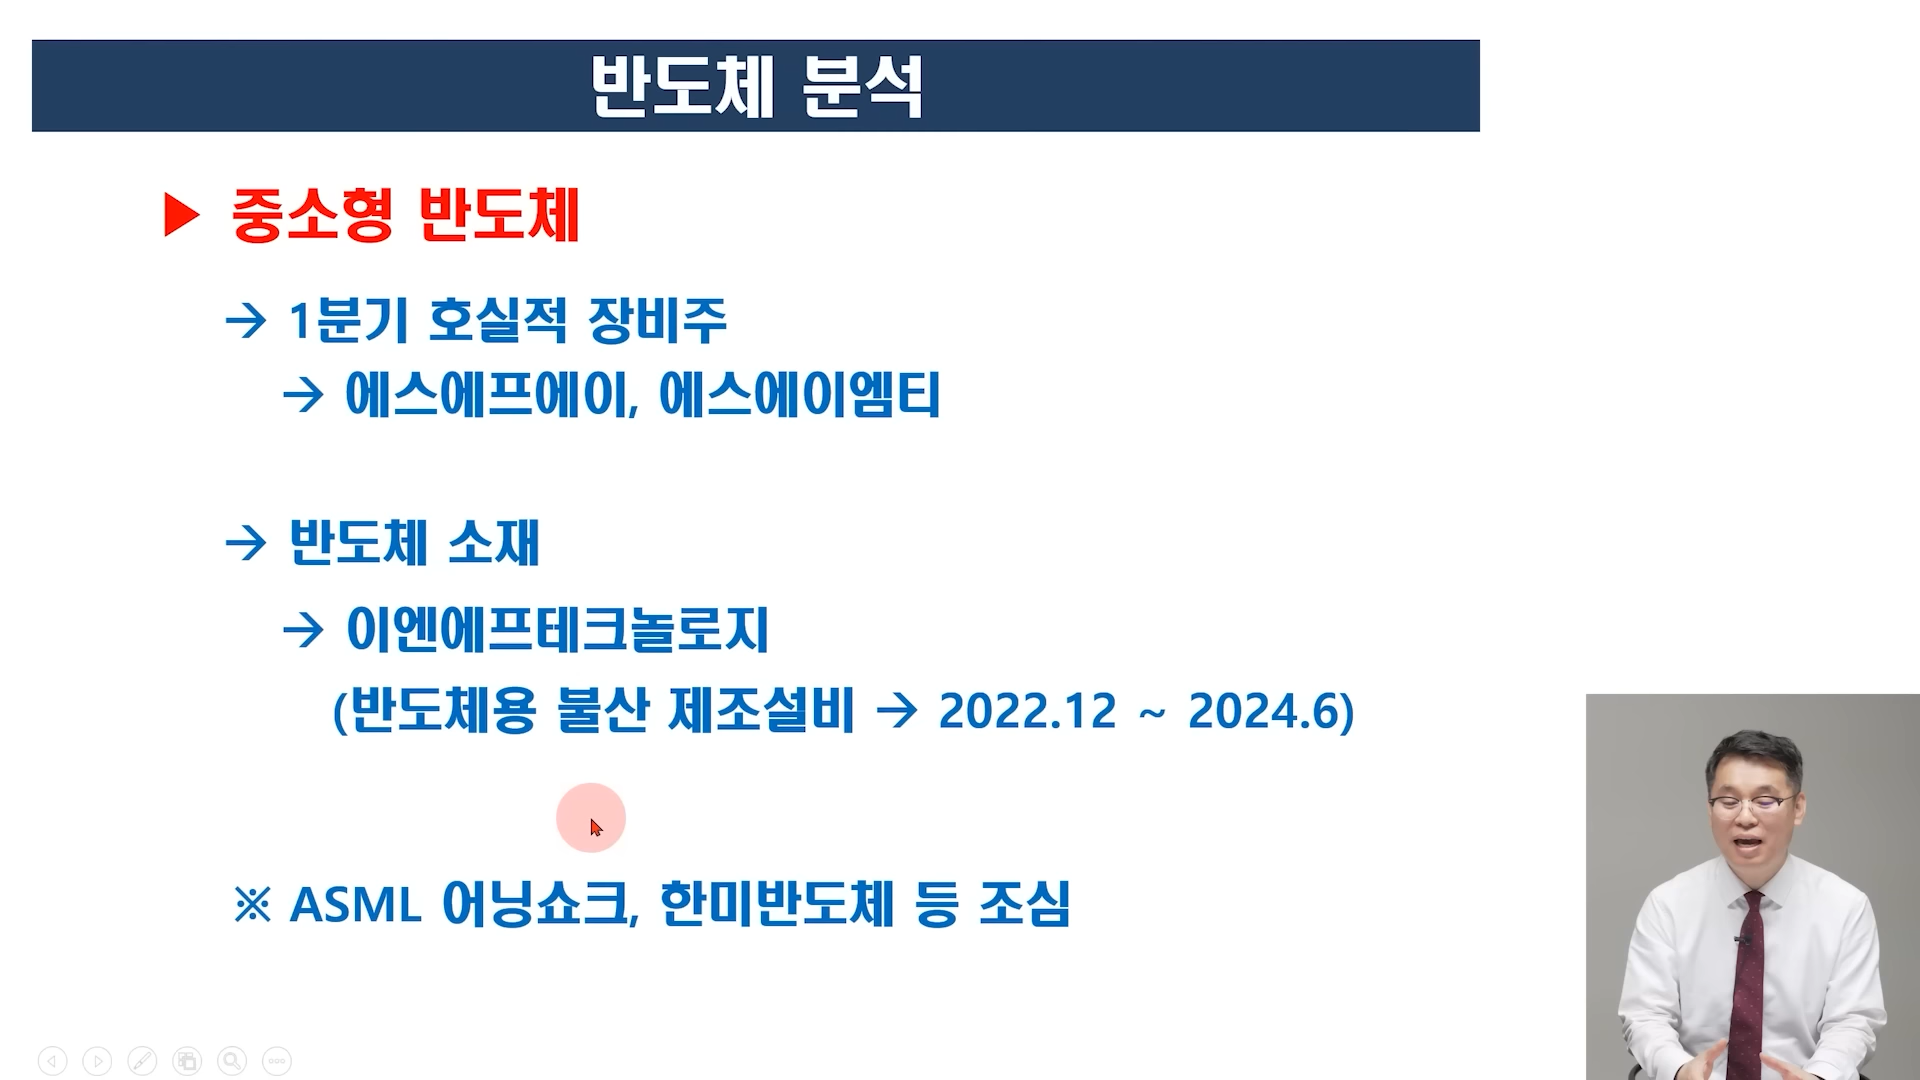 반도체 분석
▶ 중소형 반도체
→ 1분기 호실적 장비주
→ 에스에프에이, 에스에이엠티
→ 반도체 소재
→ 이엔에프테크놀로지
(반도체용 불산 제조설비 → 2022.12 ~ 2024.6)
※ ASML 어닝쇼크, 한미반도체 등 조심